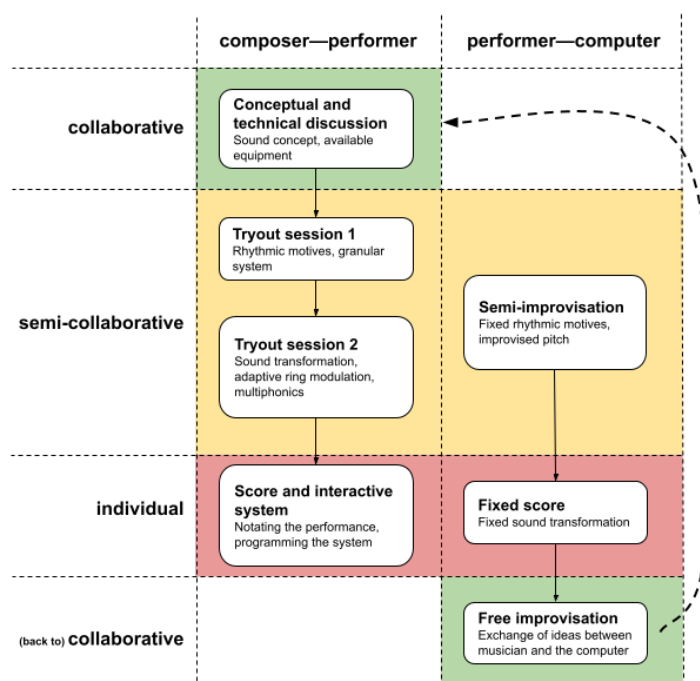 composer—performer
performer—computer
collaborative
Conceptual and
technical discussion
Sound concept, available
equipment
semi-collaborative
Tryout session 1
Rhythmic motives, granular
system
Tryout session 2
Sound transformation,
adaptive ring modulation,
multiphonics
Semi-improvisation
Fixed rhythmic motives,
improvised pitch
individual
Score and interactive
system
Notating the performance,
programming the system
Fixed score
Fixed sound transformation
(back to) collaborative
Free improvisation
Exchange of ideas between
musician and the computer